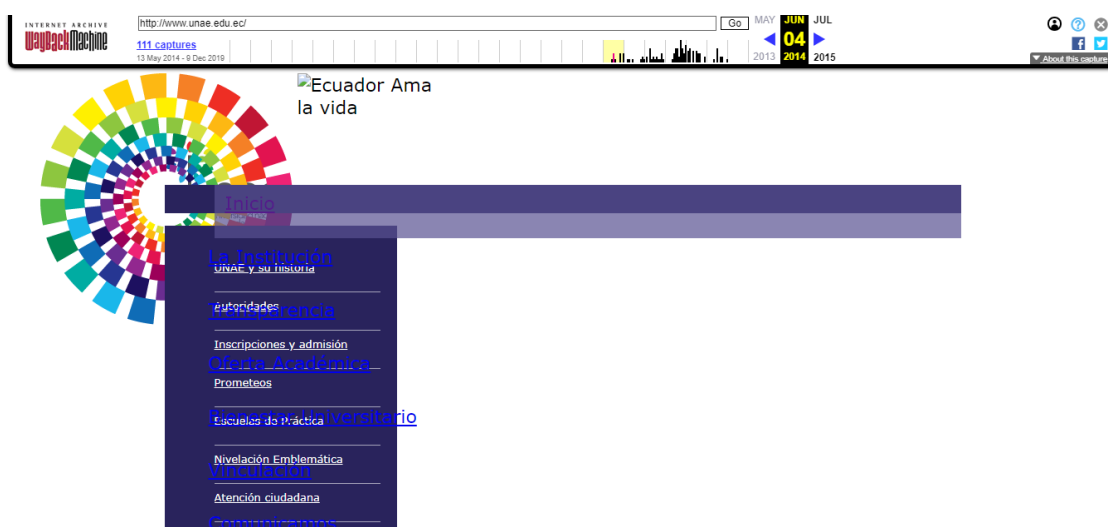 INTERNET ARCHIVE
WayBackMachine
http://www.unae.edu.ec/
Go
MAY JUN JUL
111 captures
04
13 May 2014 - 9 Dec 2019
2013 2014 2015
About this capture
Ecuador Ama
la vida
Inicio
La Institución
UNAE y su historia
Autoridades
Transparencia
Inscripciones y admisión
Oferta Académica
Prometeos
Bienestar Universitario
Escuelas de Práctica
Nivelación Emblemática
Vinculación
Atención ciudadana
Comunicamos